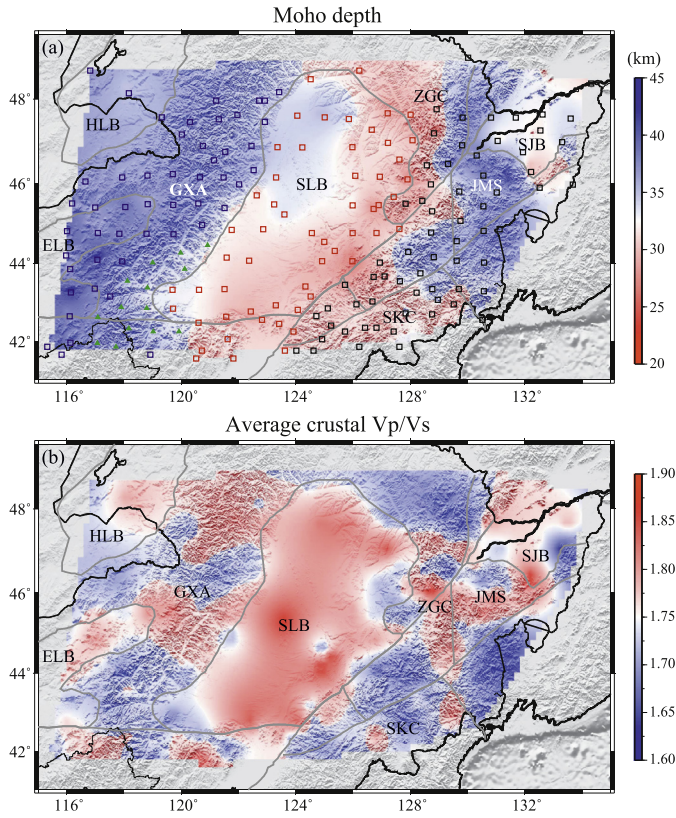 Moho depth
(a)
(km)
48°
46°
44°
42°
HLB
GXA
ELB
SLB
ZGC
SJB
JMS
SKC
45
40
35
30
25
20
116° 120° 124° 128° 132°
Average crustal Vp/Vs
(b)
48°
46°
44°
42°
HLB
GXA
ELB
SLB
ZGC
SJB
JMS
SKC
1.90
1.85
1.80
1.75
1.70
1.65
1.60
116° 120° 124° 128° 132°